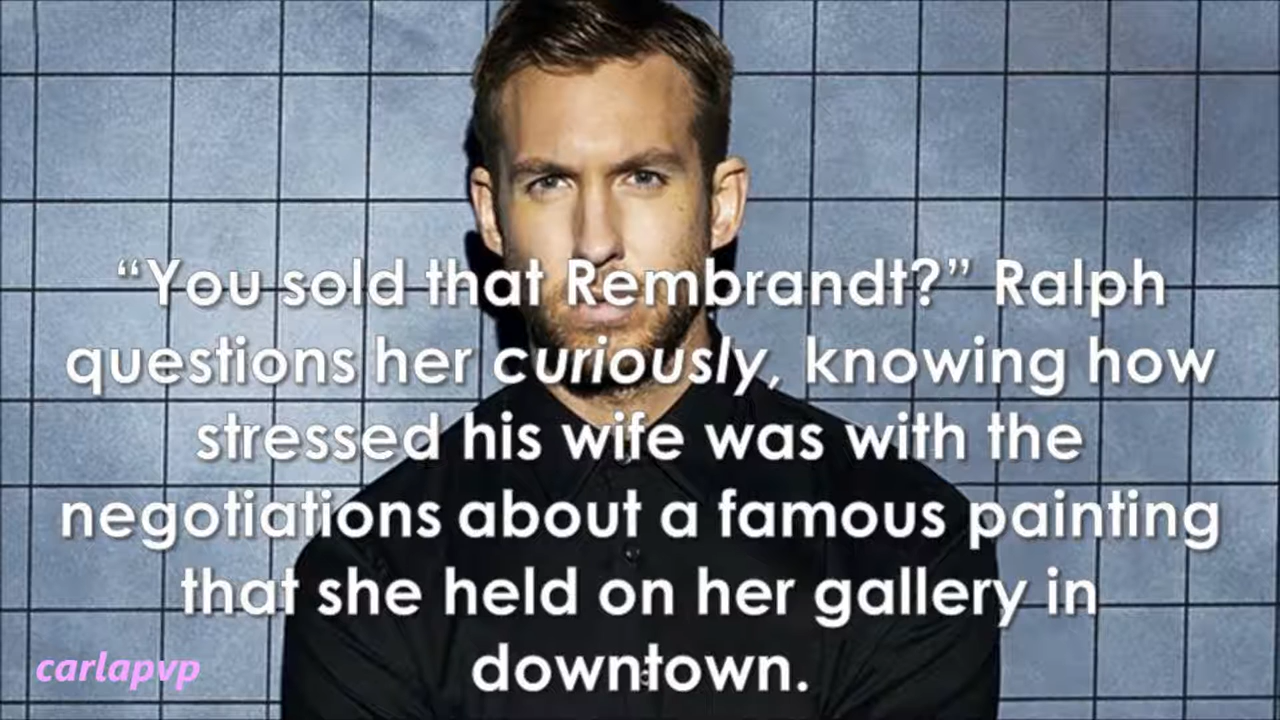 “You sold that Rembrandt?” Ralph
questions her curiously, knowing how
stressed his wife was with the
negotiations about a famous painting
that she held on her gallery in
downtown.
carlapvp